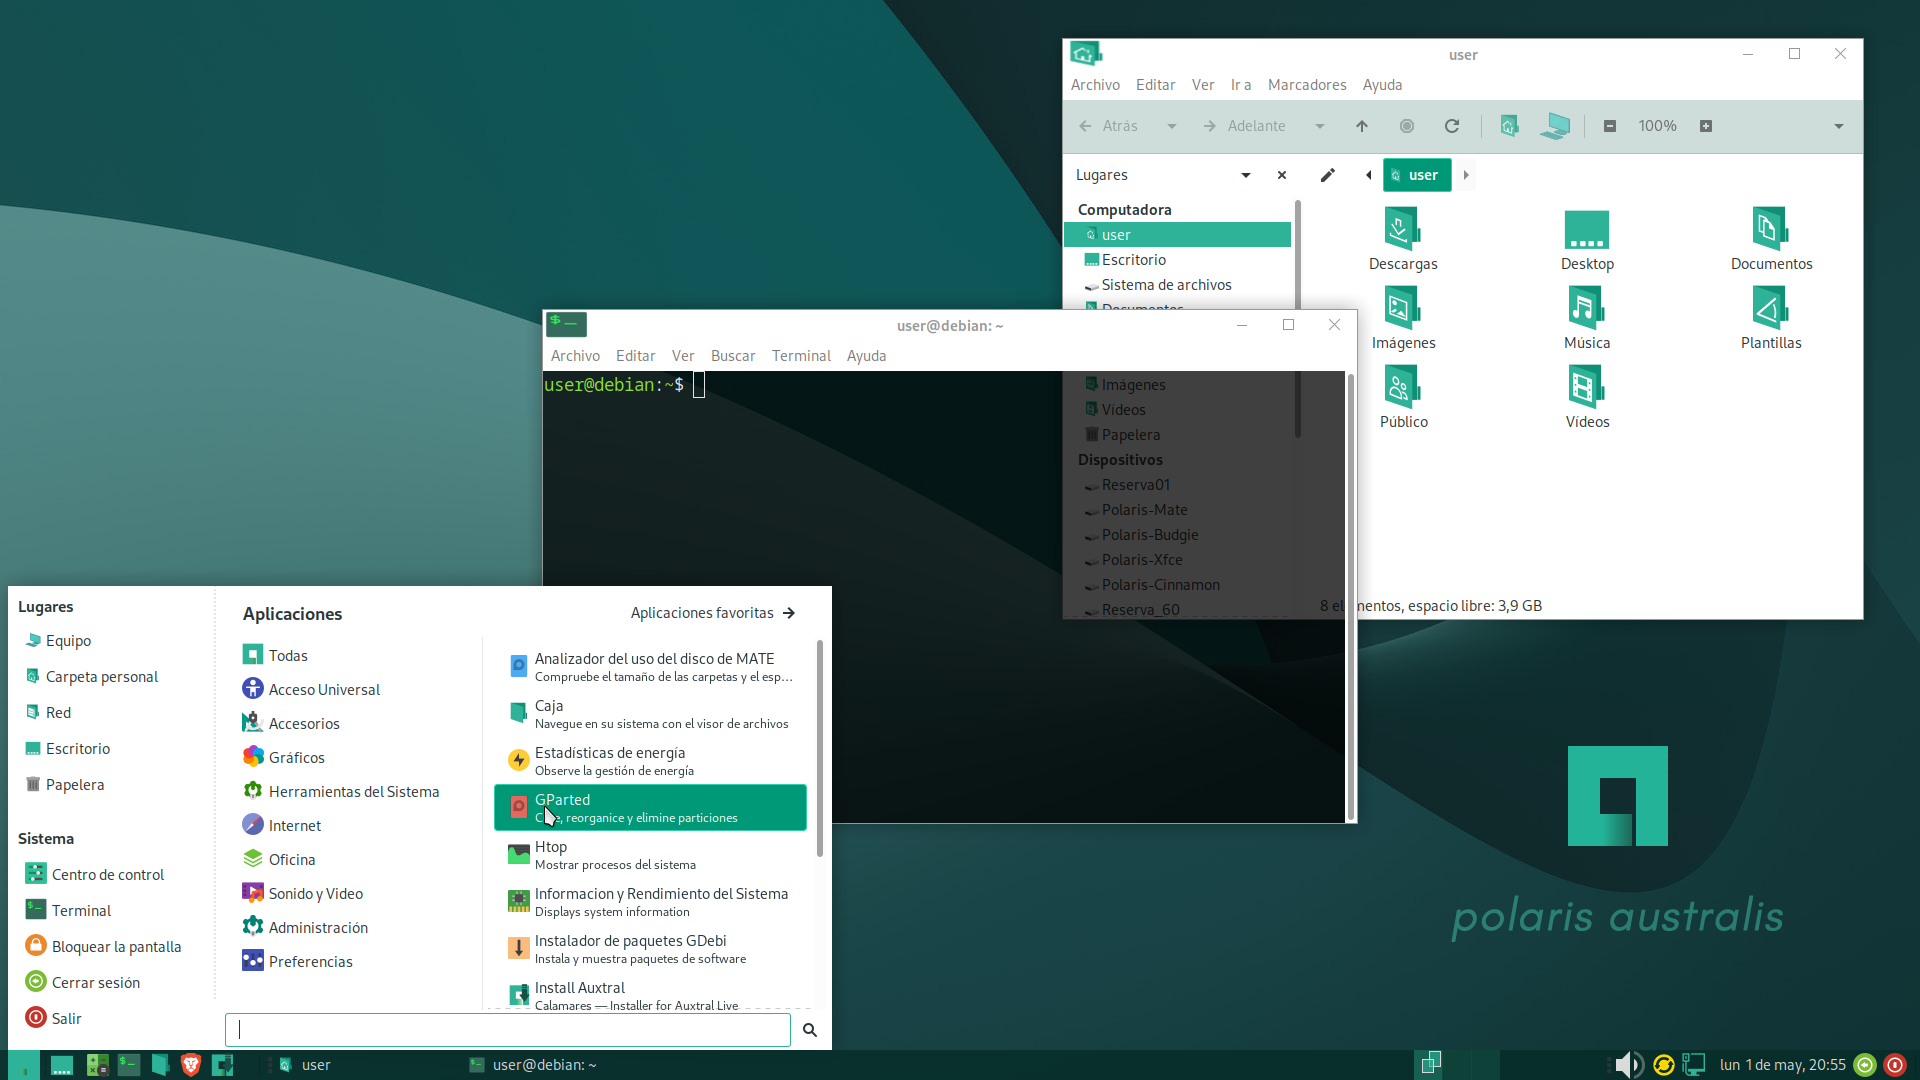 user
Archivo Editar Ver Ir a Marcadores Ayuda
Atrás Adelante 100%
Lugares
user
Computadora
user
Escritorio
Sistema de archivos
Documentos
Descargas Desktop Documentos
Imágenes Música Plantillas
Público Vídeos
Imágenes
Vídeos
Papelera
Dispositivos
Reserva01
Polaris-Mate
Polaris-Budgie
Polaris-Xfce
Polaris-Cinnamon
Reserva_60
8 elementos, espacio libre: 3,9 GB
user@debian: ~
Archivo Editar Ver Buscar Terminal Ayuda
user@debian:~$
Lugares
Equipo
Carpeta personal
Red
Escritorio
Papelera
Sistema
Centro de control
Terminal
Bloquear la pantalla
Cerrar sesión
Salir
Aplicaciones
Aplicaciones favoritas
Todas
Acceso Universal
Accesorios
Gráficos
Herramientas del Sistema
Internet
Oficina
Sonido y Video
Administración
Preferencias
Analizador del uso del disco de MATE
Compruebe el tamaño de las carpetas y el esp…
Caja
Navegue en su sistema con el visor de archivos
Estadísticas de energía
Observe la gestión de energía
GParted
Cree, reorganice y elimine particiones
Htop
Mostrar procesos del sistema
Informacion y Rendimiento del Sistema
Displays system information
Instalador de paquetes GDebi
Instala y muestra paquetes de software
Install Auxtral
Calamares — Installer for Auxtral Live
polaris australis
user
user@debian: ~
lun 1 de may, 20:55